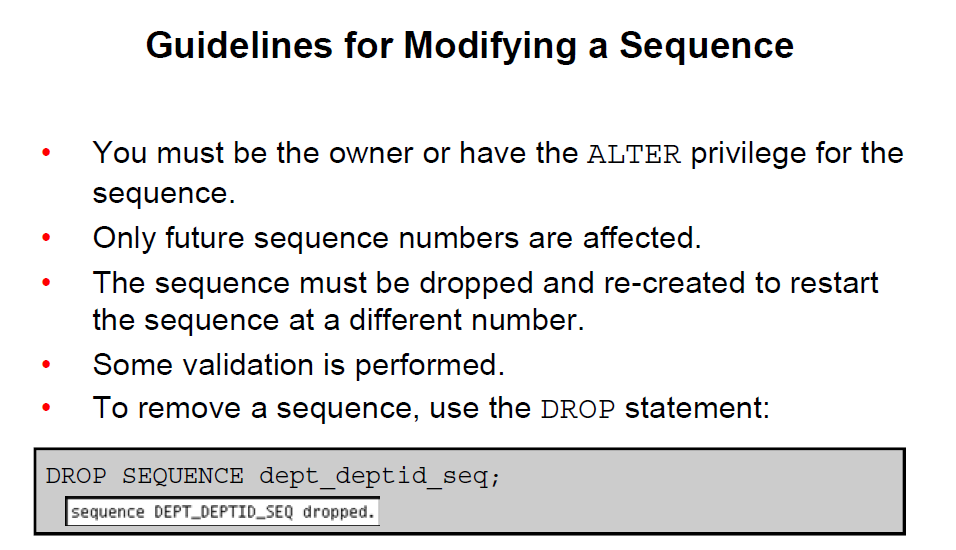 Guidelines for Modifying a Sequence
• You must be the owner or have the ALTER privilege for the
sequence.
• Only future sequence numbers are affected.
• The sequence must be dropped and re-created to restart
the sequence at a different number.
• Some validation is performed.
• To remove a sequence, use the DROP statement:
DROP SEQUENCE dept_deptid_seq;
sequence DEPT_DEPTID_SEQ dropped.